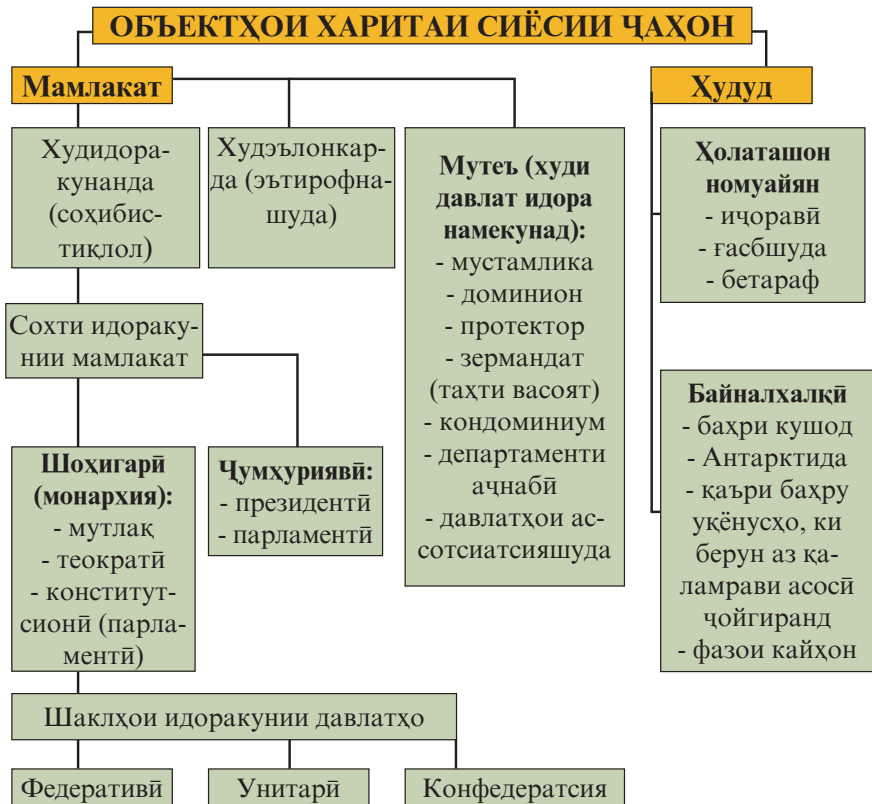 ОБЪЕКТҲОИ ХАРИТАИ СИЁСИИ ҶАҲОН
Мамлакат
Ҳудуд
Худидора-
кунанда
(соҳибис-
тиқлол)
Худэълонкар-
да (эътирофна-
шуда)
Мутеъ (худи
давлат идора
намекунад):
- мустамлика
- доминион
- протектор
- зермандат
(таҳти васоят)
- кондоминиум
- департаменти
аҷнабӣ
- давлатҳои ас-
сотсиатсияшуда
Ҳолаташон
номуайян
- иҷоравӣ
- ғасбшуда
- бетараф
Сохти идораку-
нии мамлакат
Шоҳигарӣ
(монархия):
- мутлақ
- теократӣ
- конститут-
сионӣ (парла-
ментӣ)
Ҷумҳуриявӣ:
- президентӣ
- парламентӣ
Байналхалқӣ
- баҳри кушод
- Антарктида
- қаъри баҳру
уқёнусҳо, ки
берун аз қа-
ламрави асосӣ
ҷойгиранд
- фазои кайҳон
Шаклҳои идоракунии давлатҳо
Федеративӣ
Унитарӣ
Конфедератсия